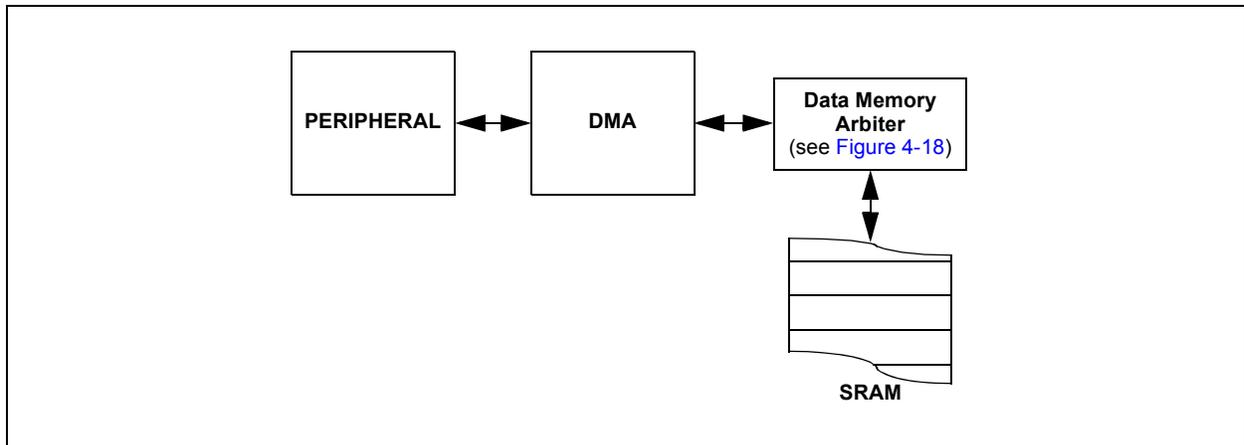 PERIPHERAL
DMA
Data Memory
Arbiter
(see Figure 4-18)
SRAM